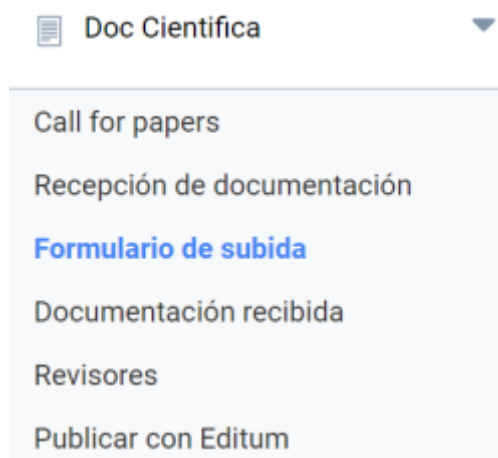 Doc Cientifica
Call for papers
Recepción de documentación
Formulario de subida
Documentación recibida
Revisores
Publicar con Editum